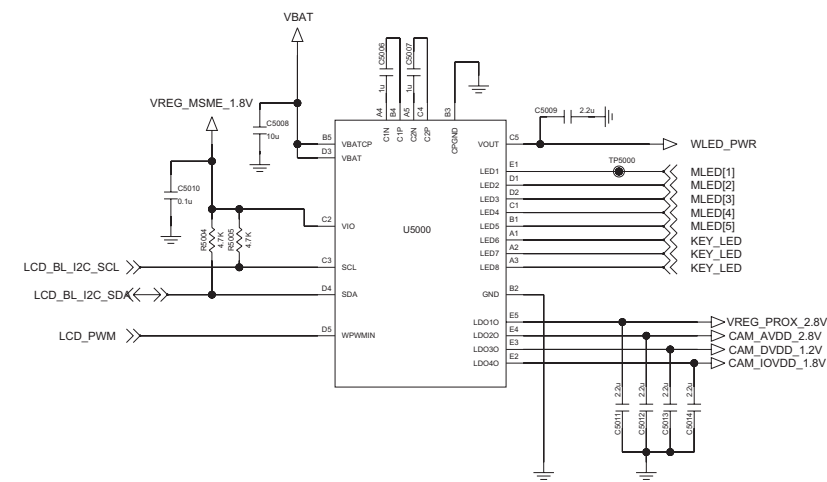 VBAT
VREG_MSME_1.8V
C5006
1u
C5007
1u
C5008
10u
C5010
0.1u
R5004
4.7K
R5005
4.7K
A4
B4
A5
C4
B3
C1N
C1P
C2N
C2P
CPGND
B5
VBATCP
D3
VBAT
C2
VIO
C3
SCL
D4
SDA
D5
WPWMIN
U5000
LCD_BL_I2C_SCL
LCD_BL_I2C_SDA
LCD_PWM
C5009
2.2u
VOUT
C5
WLED_PWR
TP5000
LED1
E1
MLED[1]
LED2
D1
MLED[2]
LED3
D2
MLED[3]
LED4
C1
MLED[4]
LED5
B1
MLED[5]
LED6
A1
KEY_LED
LED7
A2
KEY_LED
LED8
A3
KEY_LED
GND
B2
LDO1O
E5
VREG_PROX_2.8V
LDO2O
E4
CAM_AVDD_2.8V
LDO3O
E3
CAM_DVDD_1.2V
LDO4O
E2
CAM_IOVDD_1.8V
2.2u
C5011
2.2u
C5012
2.2u
C5013
2.2u
C5014